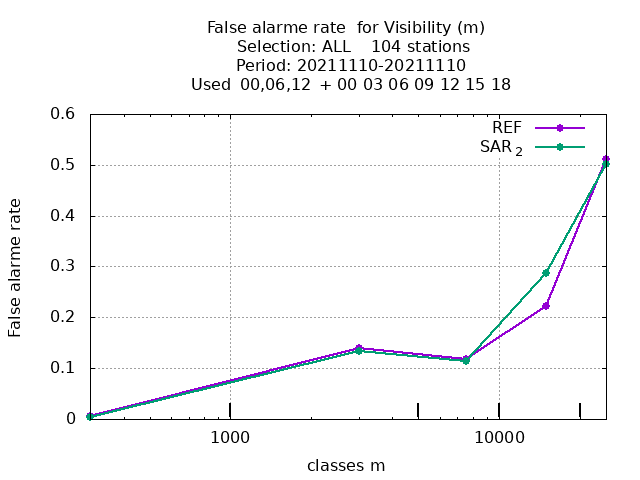 False alarme rate  for Visibility (m)
Selection: ALL    104 stations
Period: 20211110-20211110
Used  00,06,12  + 00 03 06 09 12 15 18
REF
SAR 2
0.6
0.5
0.4
0.3
0.2
0.1
0
False alarme rate
1000
10000
classes m